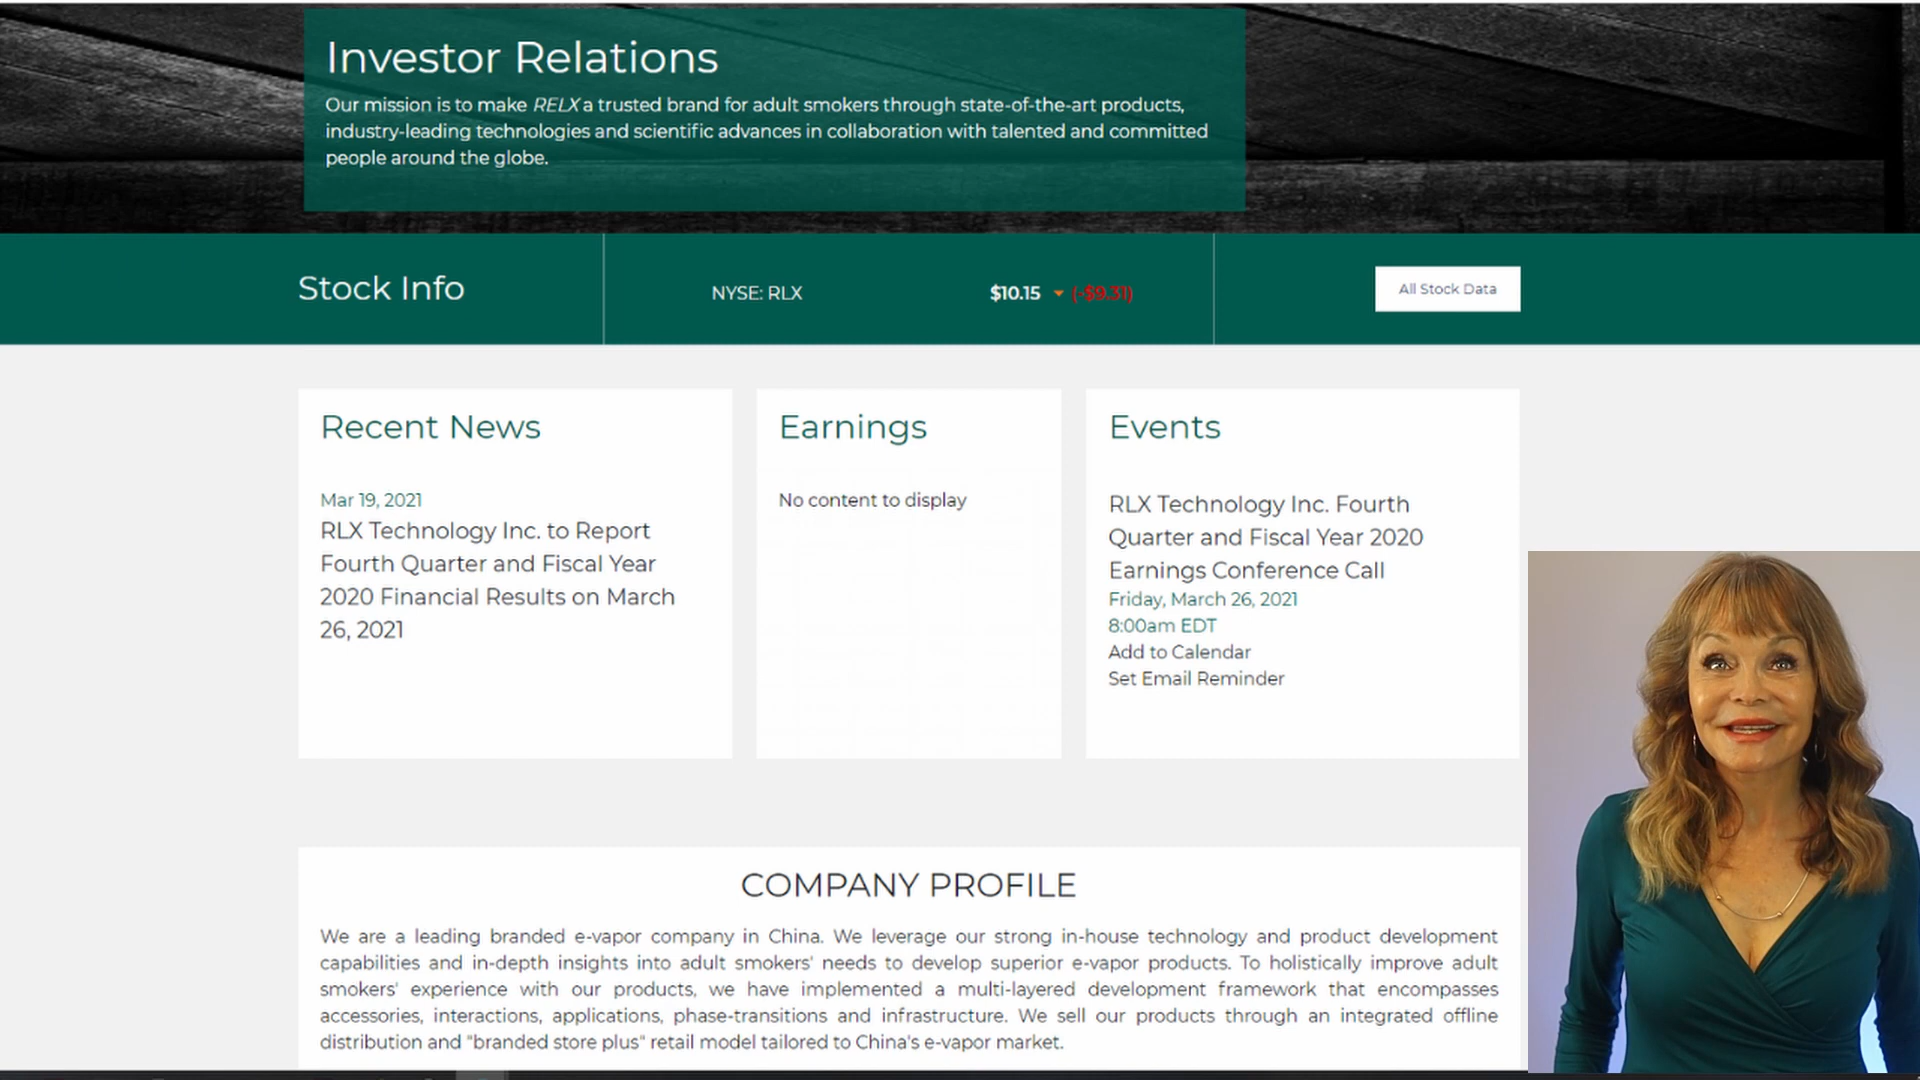 Investor Relations
Our mission is to make RELX a trusted brand for adult smokers through state-of-the-art products,
industry-leading technologies and scientific advances in collaboration with talented and committed
people around the globe.
Stock Info
NYSE: RLX
$10.15 (-$9.31)
All Stock Data
Recent News
Mar 19, 2021
RLX Technology Inc. to Report
Fourth Quarter and Fiscal Year
2020 Financial Results on March
26, 2021
Earnings
No content to display
Events
RLX Technology Inc. Fourth
Quarter and Fiscal Year 2020
Earnings Conference Call
Friday, March 26, 2021
8:00am EDT
Add to Calendar
Set Email Reminder
COMPANY PROFILE
We are a leading branded e-vapor company in China. We leverage our strong in-house technology and product development
capabilities and in-depth insights into adult smokers' needs to develop superior e-vapor products. To holistically improve adult
smokers' experience with our products, we have implemented a multi-layered development framework that encompasses
accessories, interactions, applications, phase-transitions and infrastructure. We sell our products through an integrated offline
distribution and "branded store plus" retail model tailored to China's e-vapor market.